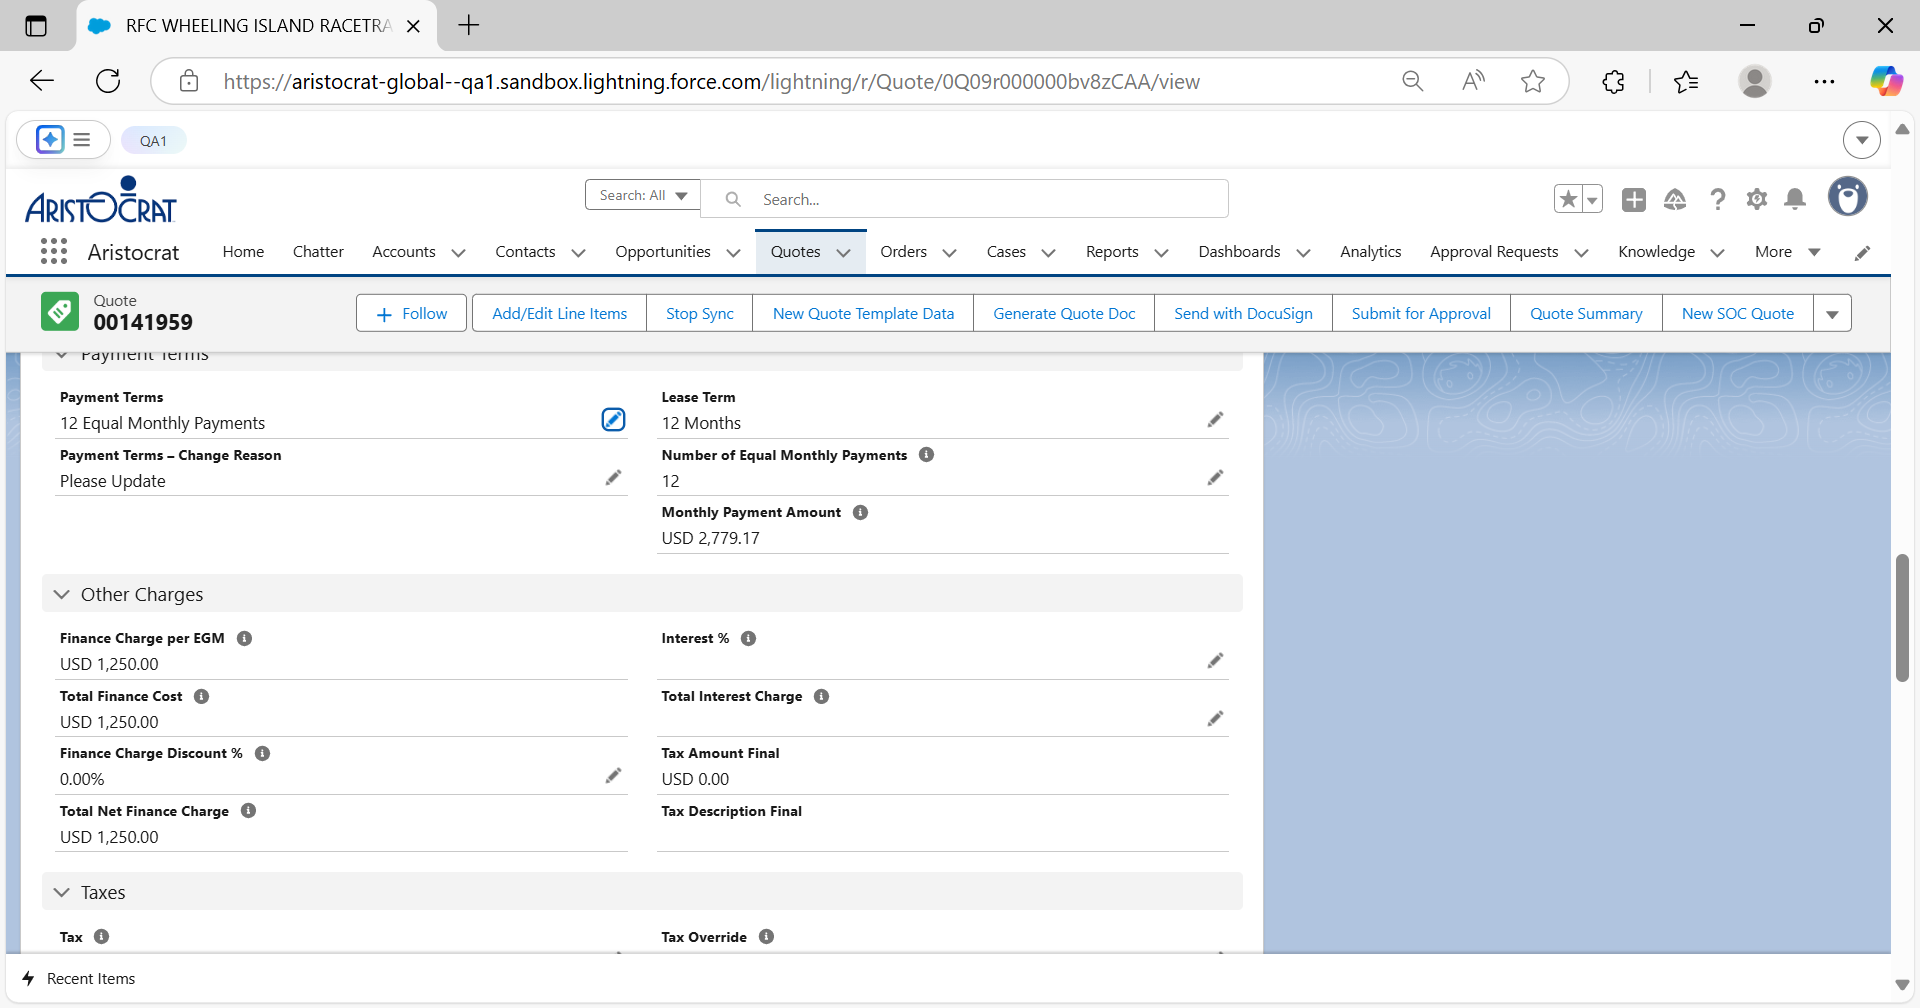 RFC WHEELING ISLAND RACETRA
https://aristocrat-global--qa1.sandbox.lightning.force.com/lightning/r/Quote/0Q09r000000bv8zCAA/view
QA1
ARISTOCRAT
Search: All
Search...
Aristocrat
Home
Chatter
Accounts
Contacts
Opportunities
Quotes
Orders
Cases
Reports
Dashboards
Analytics
Approval Requests
Knowledge
More
Quote
00141959
Follow
Add/Edit Line Items
Stop Sync
New Quote Template Data
Generate Quote Doc
Send with DocuSign
Submit for Approval
Quote Summary
New SOC Quote
Payment Terms
Payment Terms
12 Equal Monthly Payments
Lease Term
12 Months
Payment Terms – Change Reason
Please Update
Number of Equal Monthly Payments
12
Monthly Payment Amount
USD 2,779.17
Other Charges
Finance Charge per EGM
USD 1,250.00
Interest %
Total Finance Cost
USD 1,250.00
Total Interest Charge
Finance Charge Discount %
0.00%
Tax Amount Final
USD 0.00
Total Net Finance Charge
USD 1,250.00
Tax Description Final
Taxes
Tax
Tax Override
Recent Items